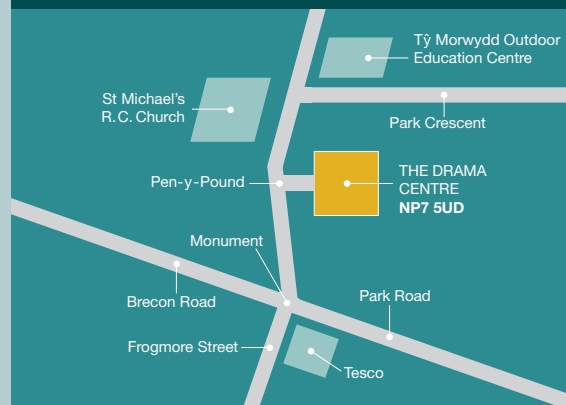 Tŷ Morwydd Outdoor
Education Centre
St Michael's
R.C. Church
Park Crescent
Pen-y-Pound
THE DRAMA
CENTRE
NP7 5UD
Monument
Brecon Road
Park Road
Frogmore Street
Tesco